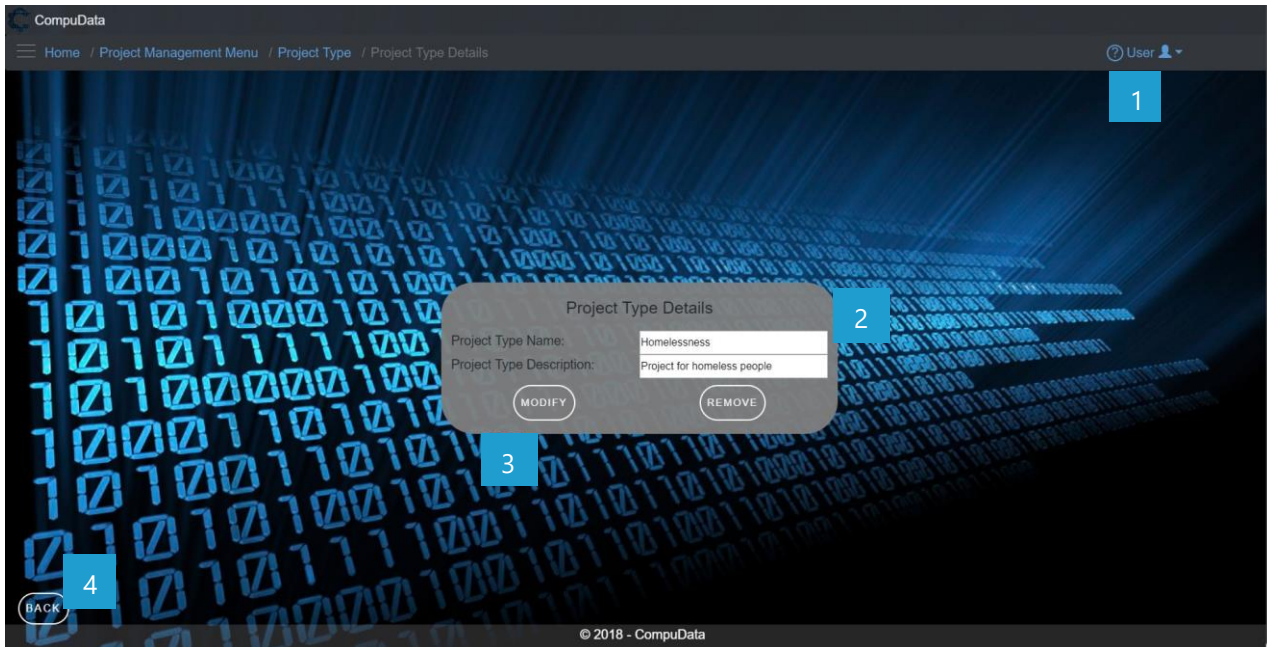 CompuData
Home / Project Management Menu / Project Type / Project Type Details
? User
1
Project Type Details
2
Project Type Name: Homelessness
Project Type Description: Project for homeless people
MODIFY REMOVE
3
4
BACK
© 2018 - CompuData